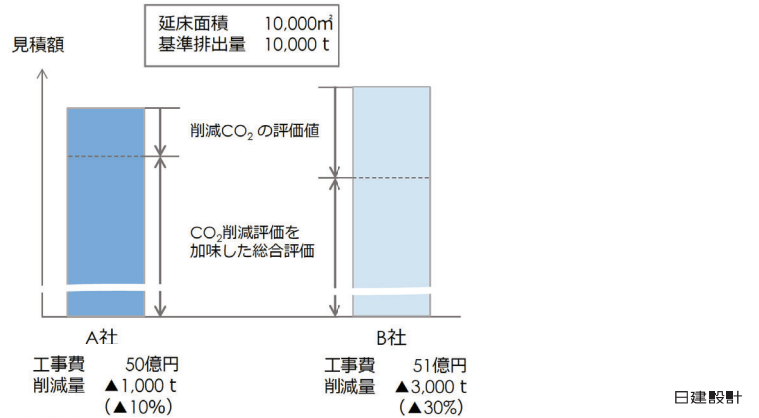 延床面積 10,000㎡
基準排出量 10,000 t
見積額
削減CO2 の評価値
CO2削減評価を
加味した総合評価
A社
工事費 50億円
削減量 ▲1,000 t
(▲10%)
B社
工事費 51億円
削減量 ▲3,000 t
(▲30%)
日建設計